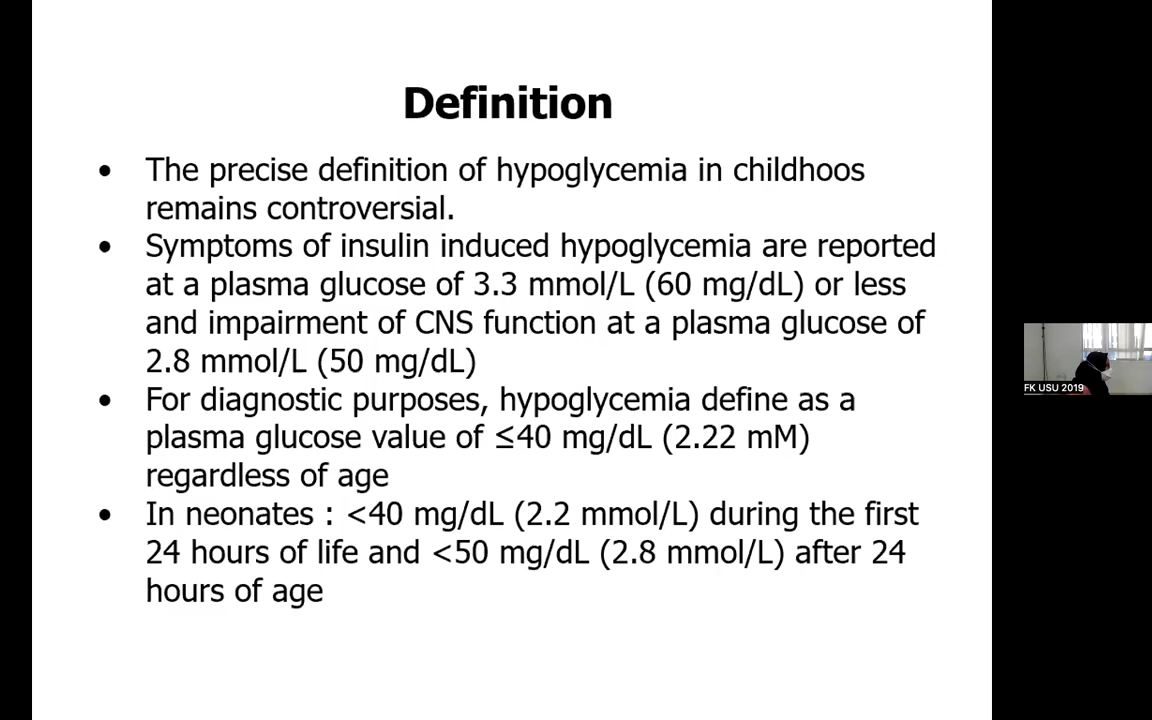 Definition
• The precise definition of hypoglycemia in childhoos
remains controversial.
• Symptoms of insulin induced hypoglycemia are reported
at a plasma glucose of 3.3 mmol/L (60 mg/dL) or less
and impairment of CNS function at a plasma glucose of
2.8 mmol/L (50 mg/dL)
• For diagnostic purposes, hypoglycemia define as a
plasma glucose value of ≤40 mg/dL (2.22 mM)
regardless of age
• In neonates : <40 mg/dL (2.2 mmol/L) during the first
24 hours of life and <50 mg/dL (2.8 mmol/L) after 24
hours of age
FK USU 2019